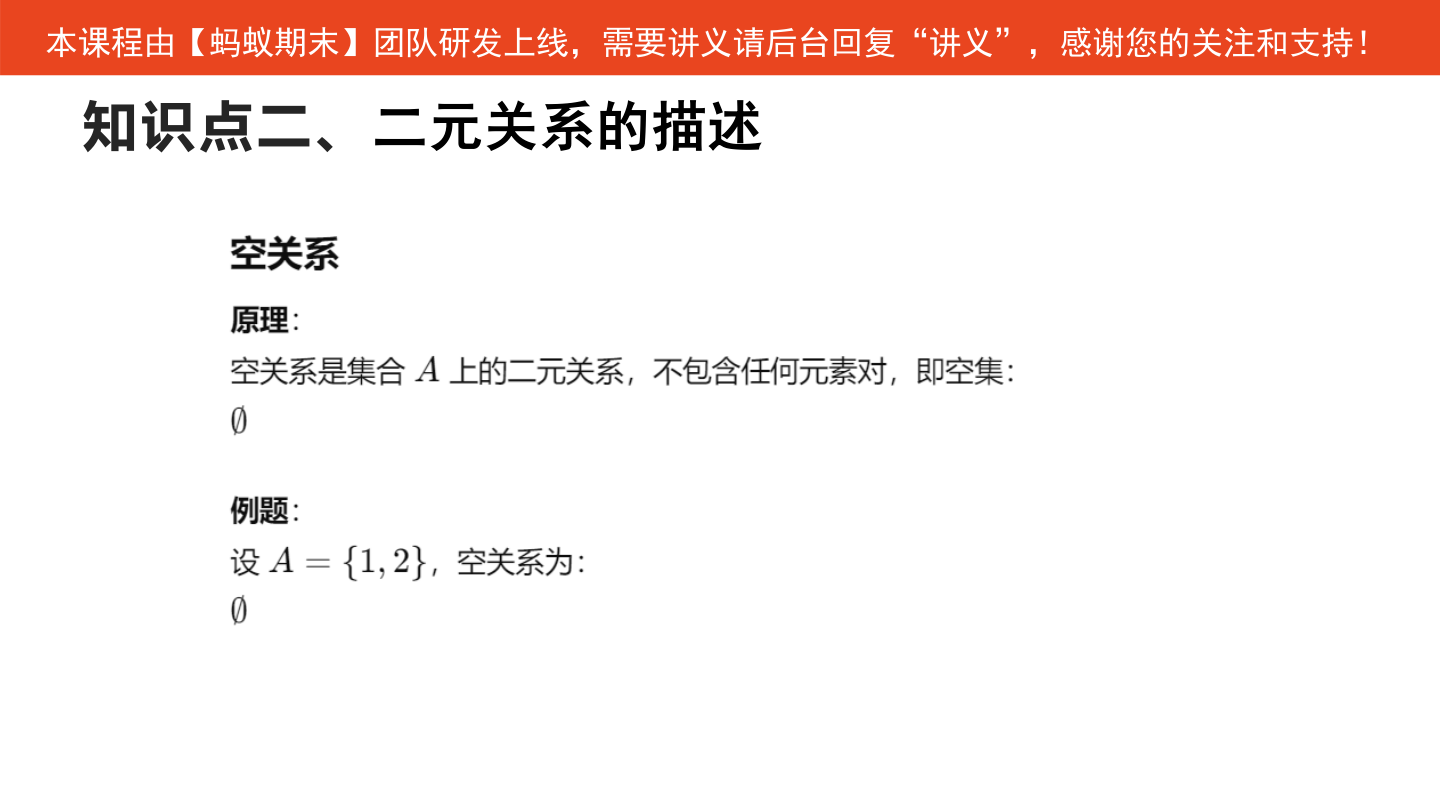 本课程由【蚂蚁期末】团队研发上线，需要讲义请后台回复“讲义”，感谢您的关注和支持！
知识点二、二元关系的描述
空关系
原理：
空关系是集合 A 上的二元关系，不包含任何元素对，即空集：
∅
例题：
设 A = {1, 2}，空关系为：
∅